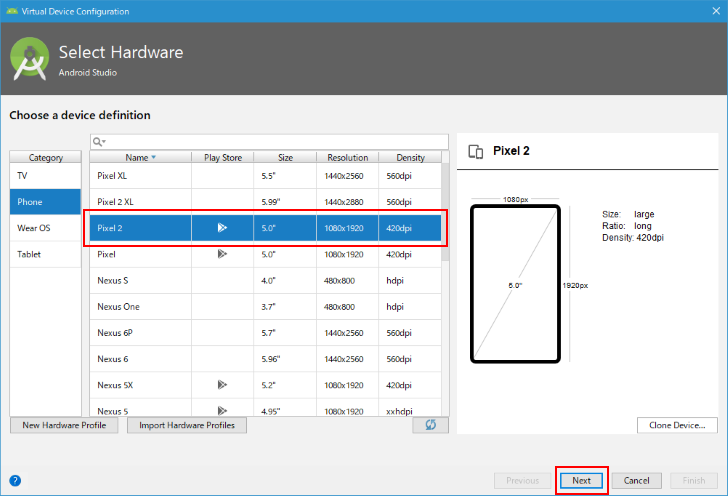 Virtual Device Configuration
Select Hardware
Android Studio
Choose a device definition
Category
TV
Phone
Wear OS
Tablet
Name Play Store Size Resolution Density
Pixel XL 5.5" 1440x2560 560dpi
Pixel 2 XL 5.99" 1440x2880 560dpi
Pixel 2 5.0" 1080x1920 420dpi
Pixel 5.0" 1080x1920 420dpi
Nexus S 4.0" 480x800 hdpi
Nexus One 3.7" 480x800 hdpi
Nexus 6P 5.7" 1440x2560 560dpi
Nexus 6 5.96" 1440x2560 560dpi
Nexus 5X 5.2" 1080x1920 420dpi
Nexus 5 4.95" 1080x1920 xxhdpi
New Hardware Profile Import Hardware Profiles
Pixel 2
1080px
5.0"
1920px
Size: large
Ratio: long
Density: 420dpi
Clone Device...
? Previous Next Cancel Finish